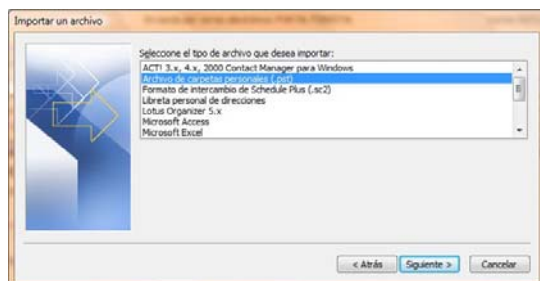 Importar un archivo
Seleccione el tipo de archivo que desea importar:
ACT! 3.x, 4.x, 2000 Contact Manager para Windows
Archivo de carpetas personales (.pst)
Formato de intercambio de Schedule Plus (.sc2)
Libreta personal de direcciones
Lotus Organizer 5.x
Microsoft Access
Microsoft Excel
< Atrás
Siguiente >
Cancelar